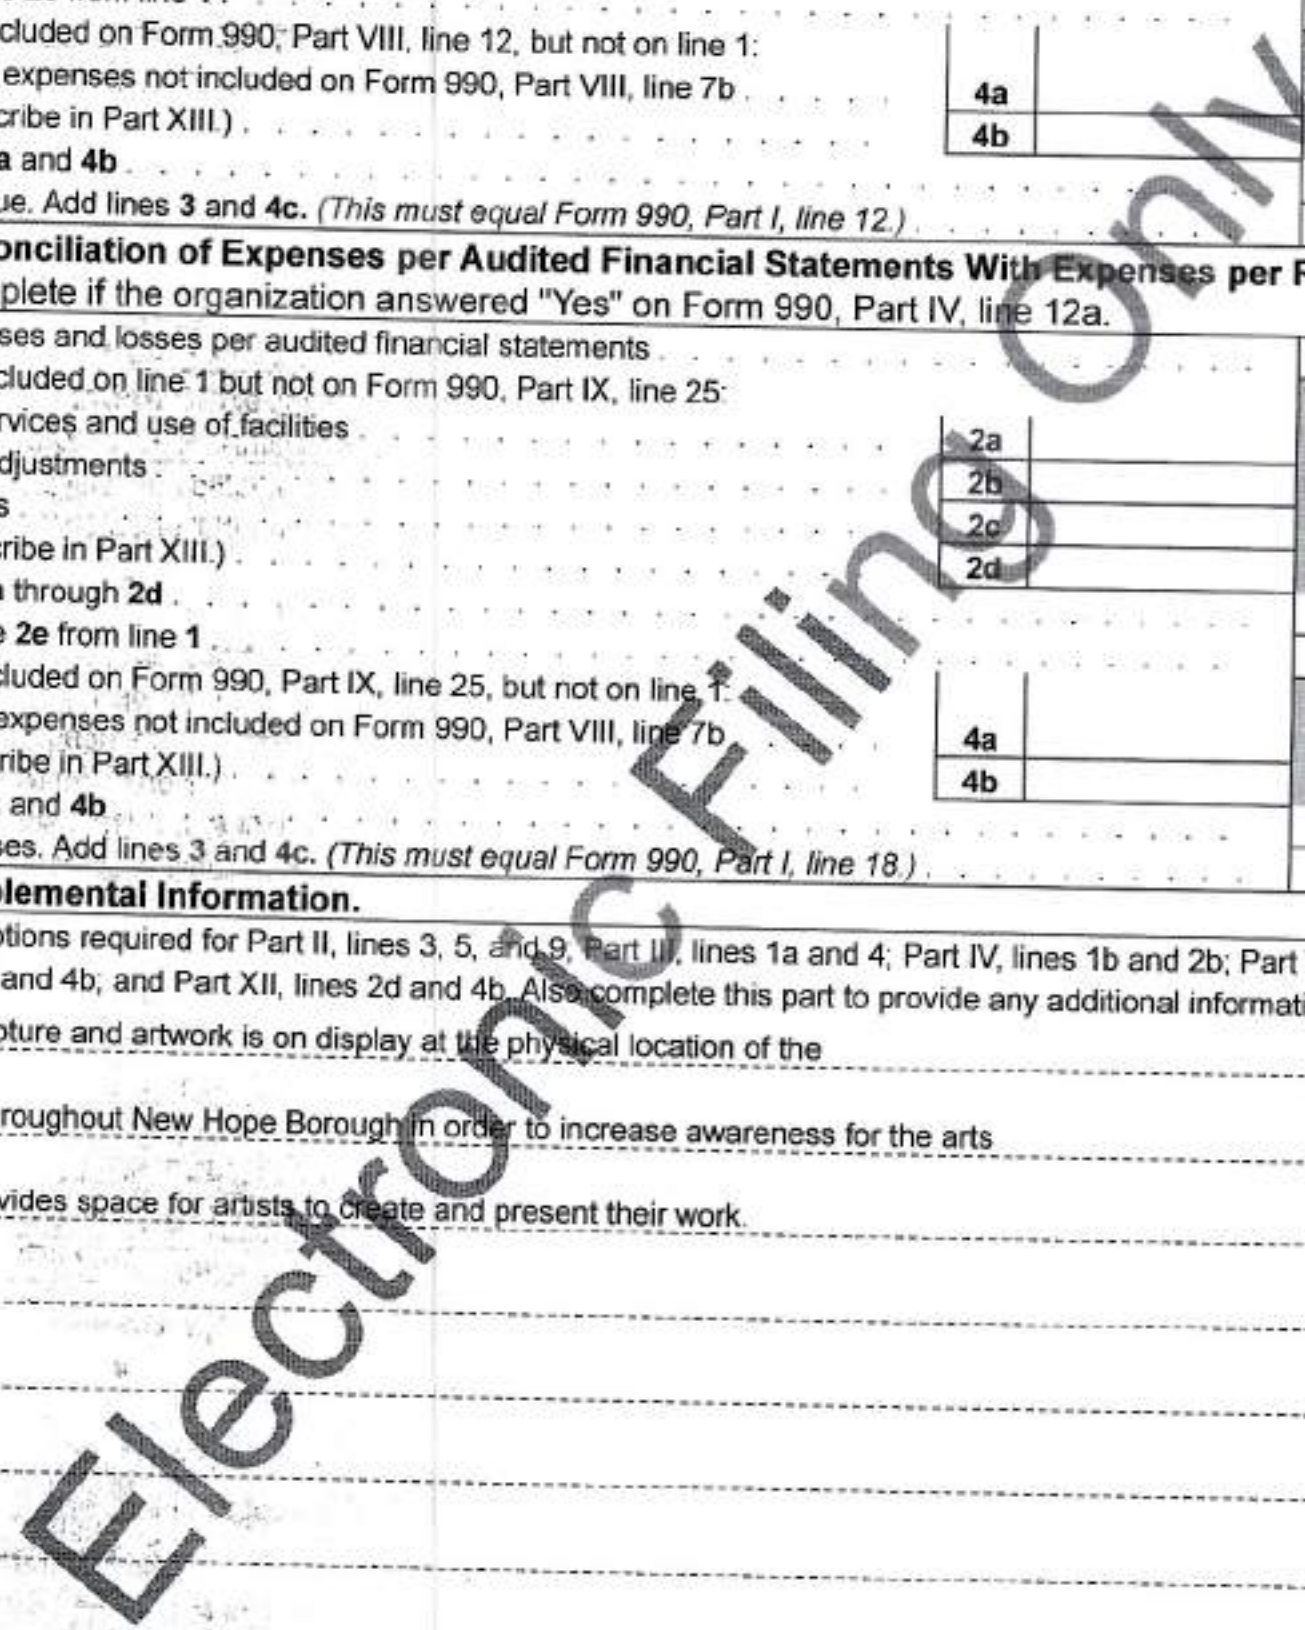 cluded on Form 990, Part VIII, line 12, but not on line 1:
expenses not included on Form 990, Part VIII, line 7b 4a
cribe in Part XIII.) 4b
a and 4b
ue. Add lines 3 and 4c. (This must equal Form 990, Part I, line 12.)
onciliation of Expenses per Audited Financial Statements With Expenses per R
plete if the organization answered "Yes" on Form 990, Part IV, line 12a.
ses and losses per audited financial statements
cluded on line 1 but not on Form 990, Part IX, line 25:
rvices and use of facilities 2a
djustments 2b
s 2c
ribe in Part XIII.) 2d
a through 2d
e 2e from line 1
cluded on Form 990, Part IX, line 25, but not on line 1:
expenses not included on Form 990, Part VIII, line 7b 4a
ribe in Part XIII.) 4b
and 4b
ses. Add lines 3 and 4c. (This must equal Form 990, Part I, line 18.)
lemental Information.
ptions required for Part II, lines 3, 5, and 9; Part III, lines 1a and 4; Part IV, lines 1b and 2b; Part
and 4b; and Part XII, lines 2d and 4b. Also complete this part to provide any additional informati
pture and artwork is on display at the physical location of the
roughout New Hope Borough in order to increase awareness for the arts
vides space for artists to create and present their work.
Electronic Filing Only